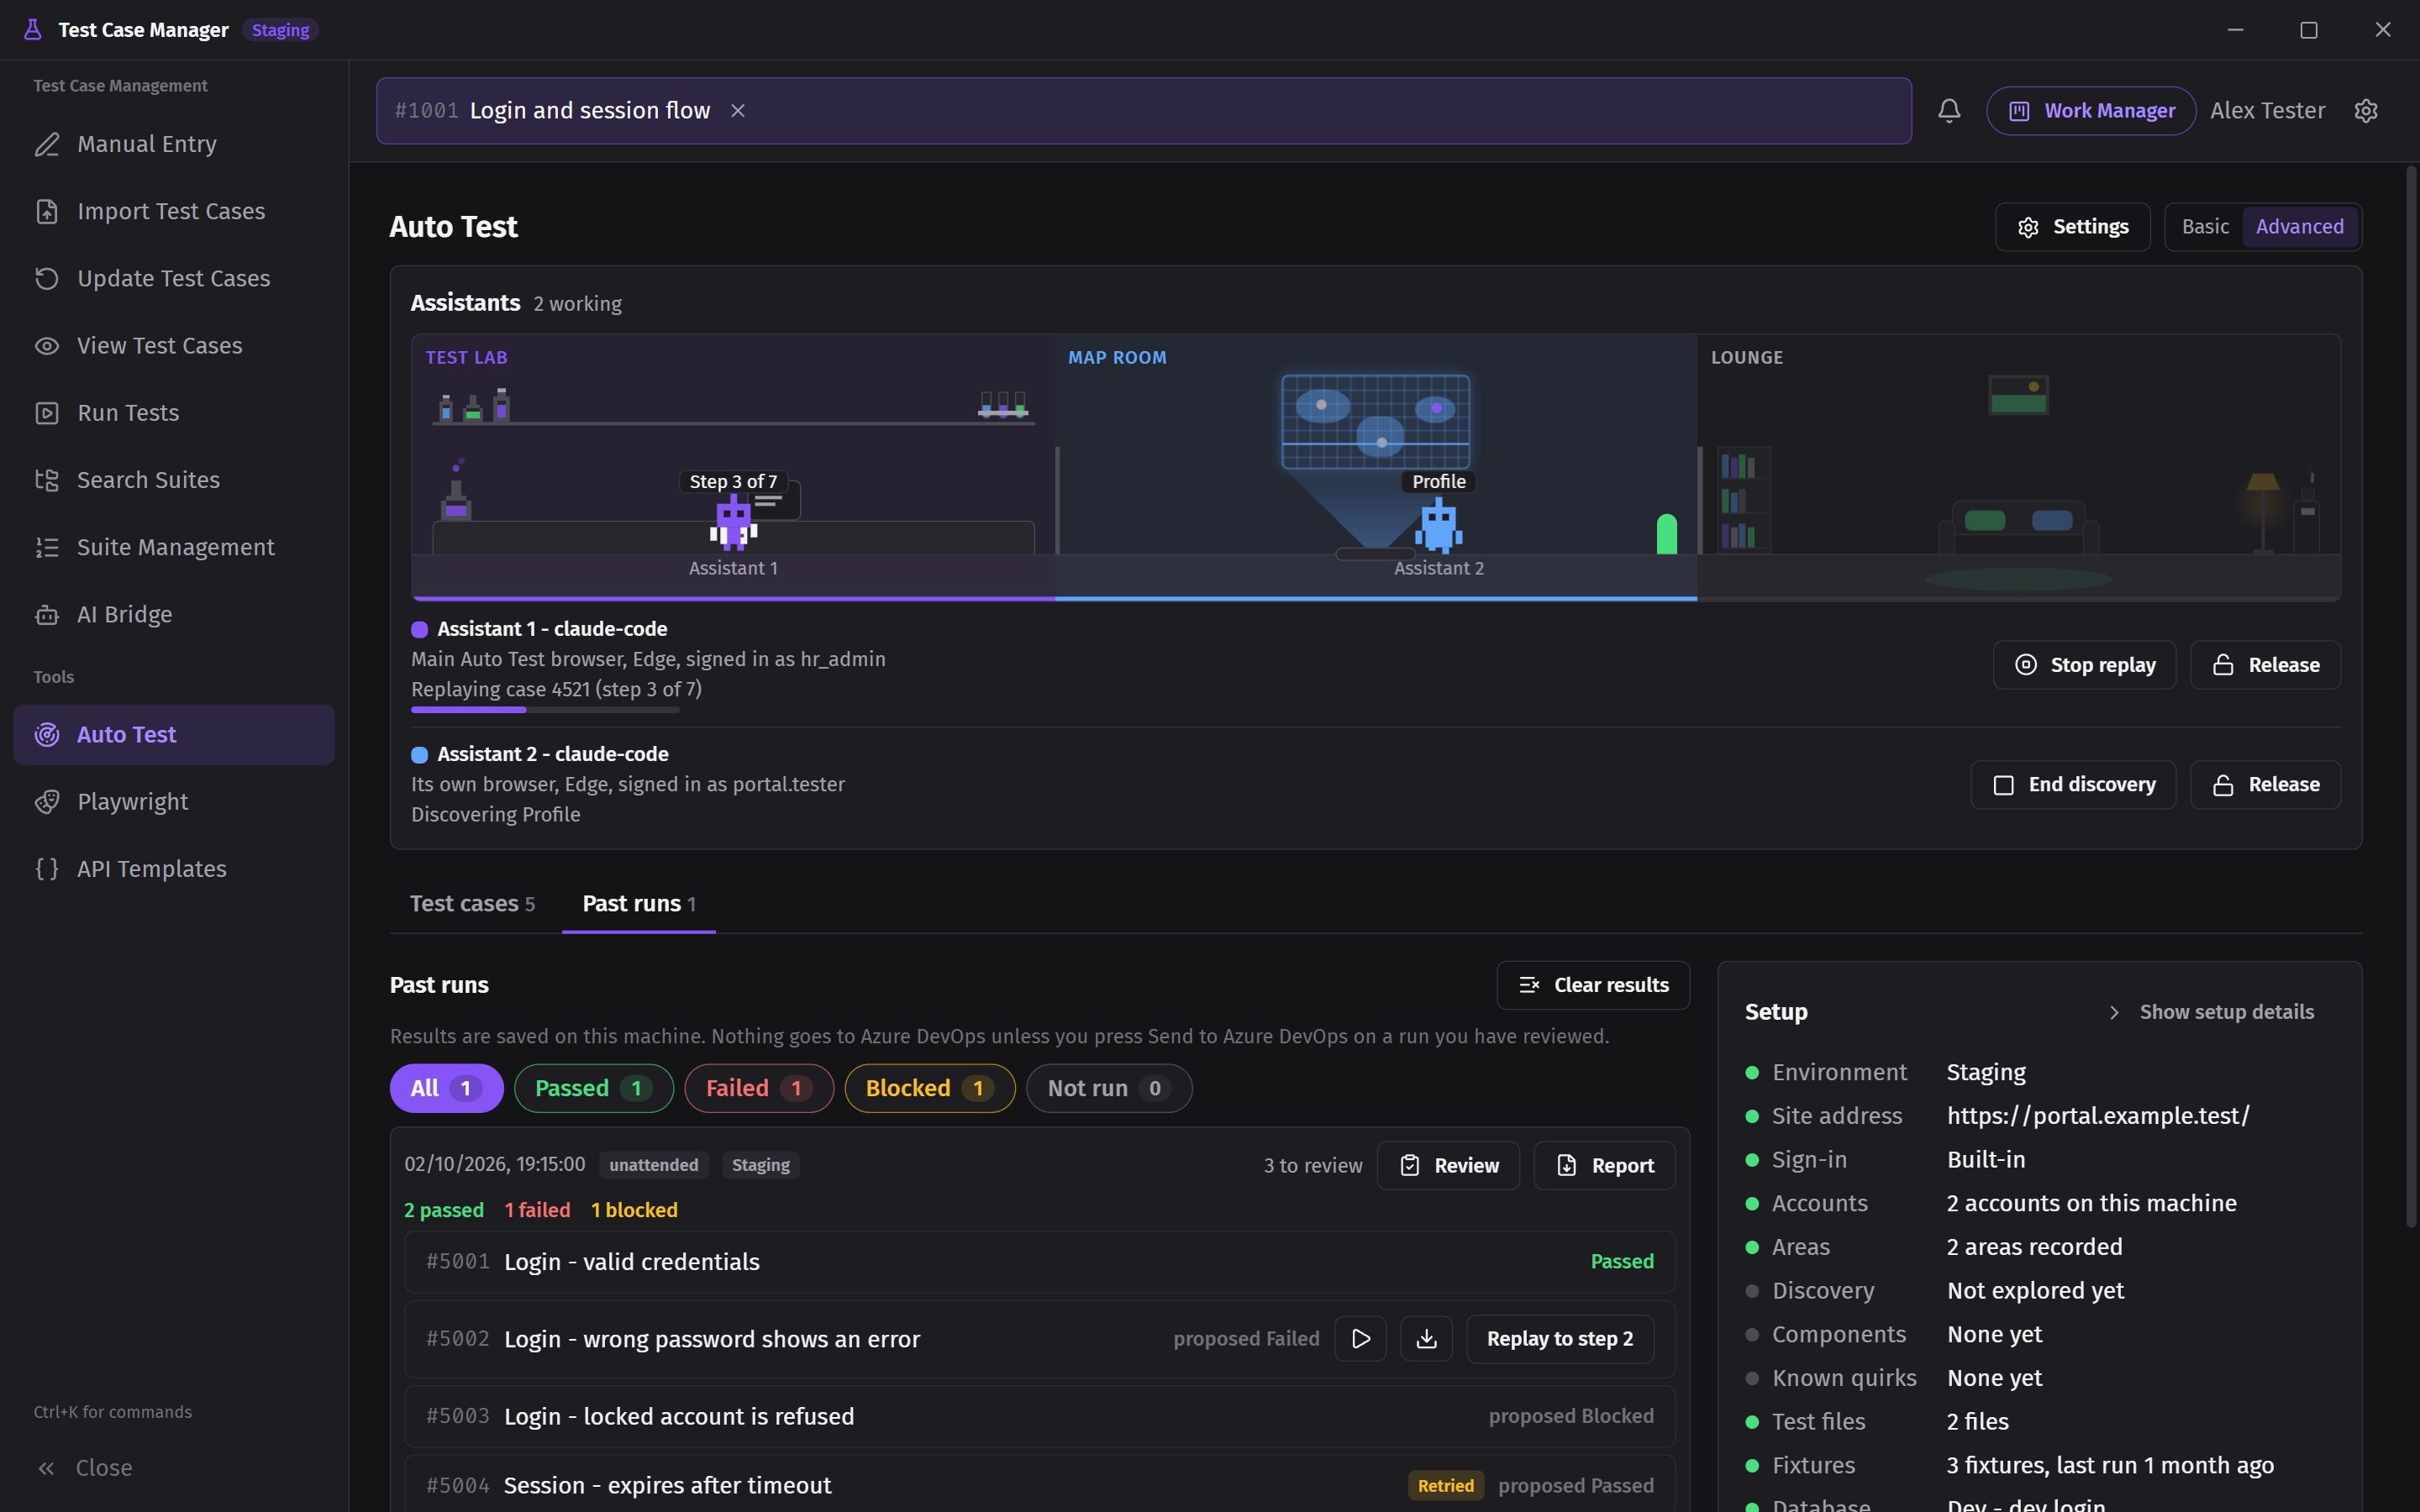 Test Case Manager Staging
Test Case Management
Manual Entry
Import Test Cases
Update Test Cases
View Test Cases
Run Tests
Search Suites
Suite Management
AI Bridge
Tools
Auto Test
Playwright
API Templates
Ctrl+K for commands
Close
#1001 Login and session flow
Work Manager
Alex Tester
Auto Test
Settings
Basic
Advanced
Assistants 2 working
TEST LAB
Step 3 of 7
Assistant 1
MAP ROOM
Profile
Assistant 2
LOUNGE
Assistant 1 - claude-code
Main Auto Test browser, Edge, signed in as hr_admin
Replaying case 4521 (step 3 of 7)
Stop replay
Release
Assistant 2 - claude-code
Its own browser, Edge, signed in as portal.tester
Discovering Profile
End discovery
Release
Test cases 5
Past runs 1
Past runs
Clear results
Results are saved on this machine. Nothing goes to Azure DevOps unless you press Send to Azure DevOps on a run you have reviewed.
All 1
Passed 1
Failed 1
Blocked 1
Not run 0
02/10/2026, 19:15:00 unattended Staging
3 to review
Review
Report
2 passed 1 failed 1 blocked
#5001 Login - valid credentials Passed
#5002 Login - wrong password shows an error proposed Failed Replay to step 2
#5003 Login - locked account is refused proposed Blocked
#5004 Session - expires after timeout Retried proposed Passed
Setup
Show setup details
Environment Staging
Site address https://portal.example.test/
Sign-in Built-in
Accounts 2 accounts on this machine
Areas 2 areas recorded
Discovery Not explored yet
Components None yet
Known quirks None yet
Test files 2 files
Fixtures 3 fixtures, last run 1 month ago
Database Dev - dev login